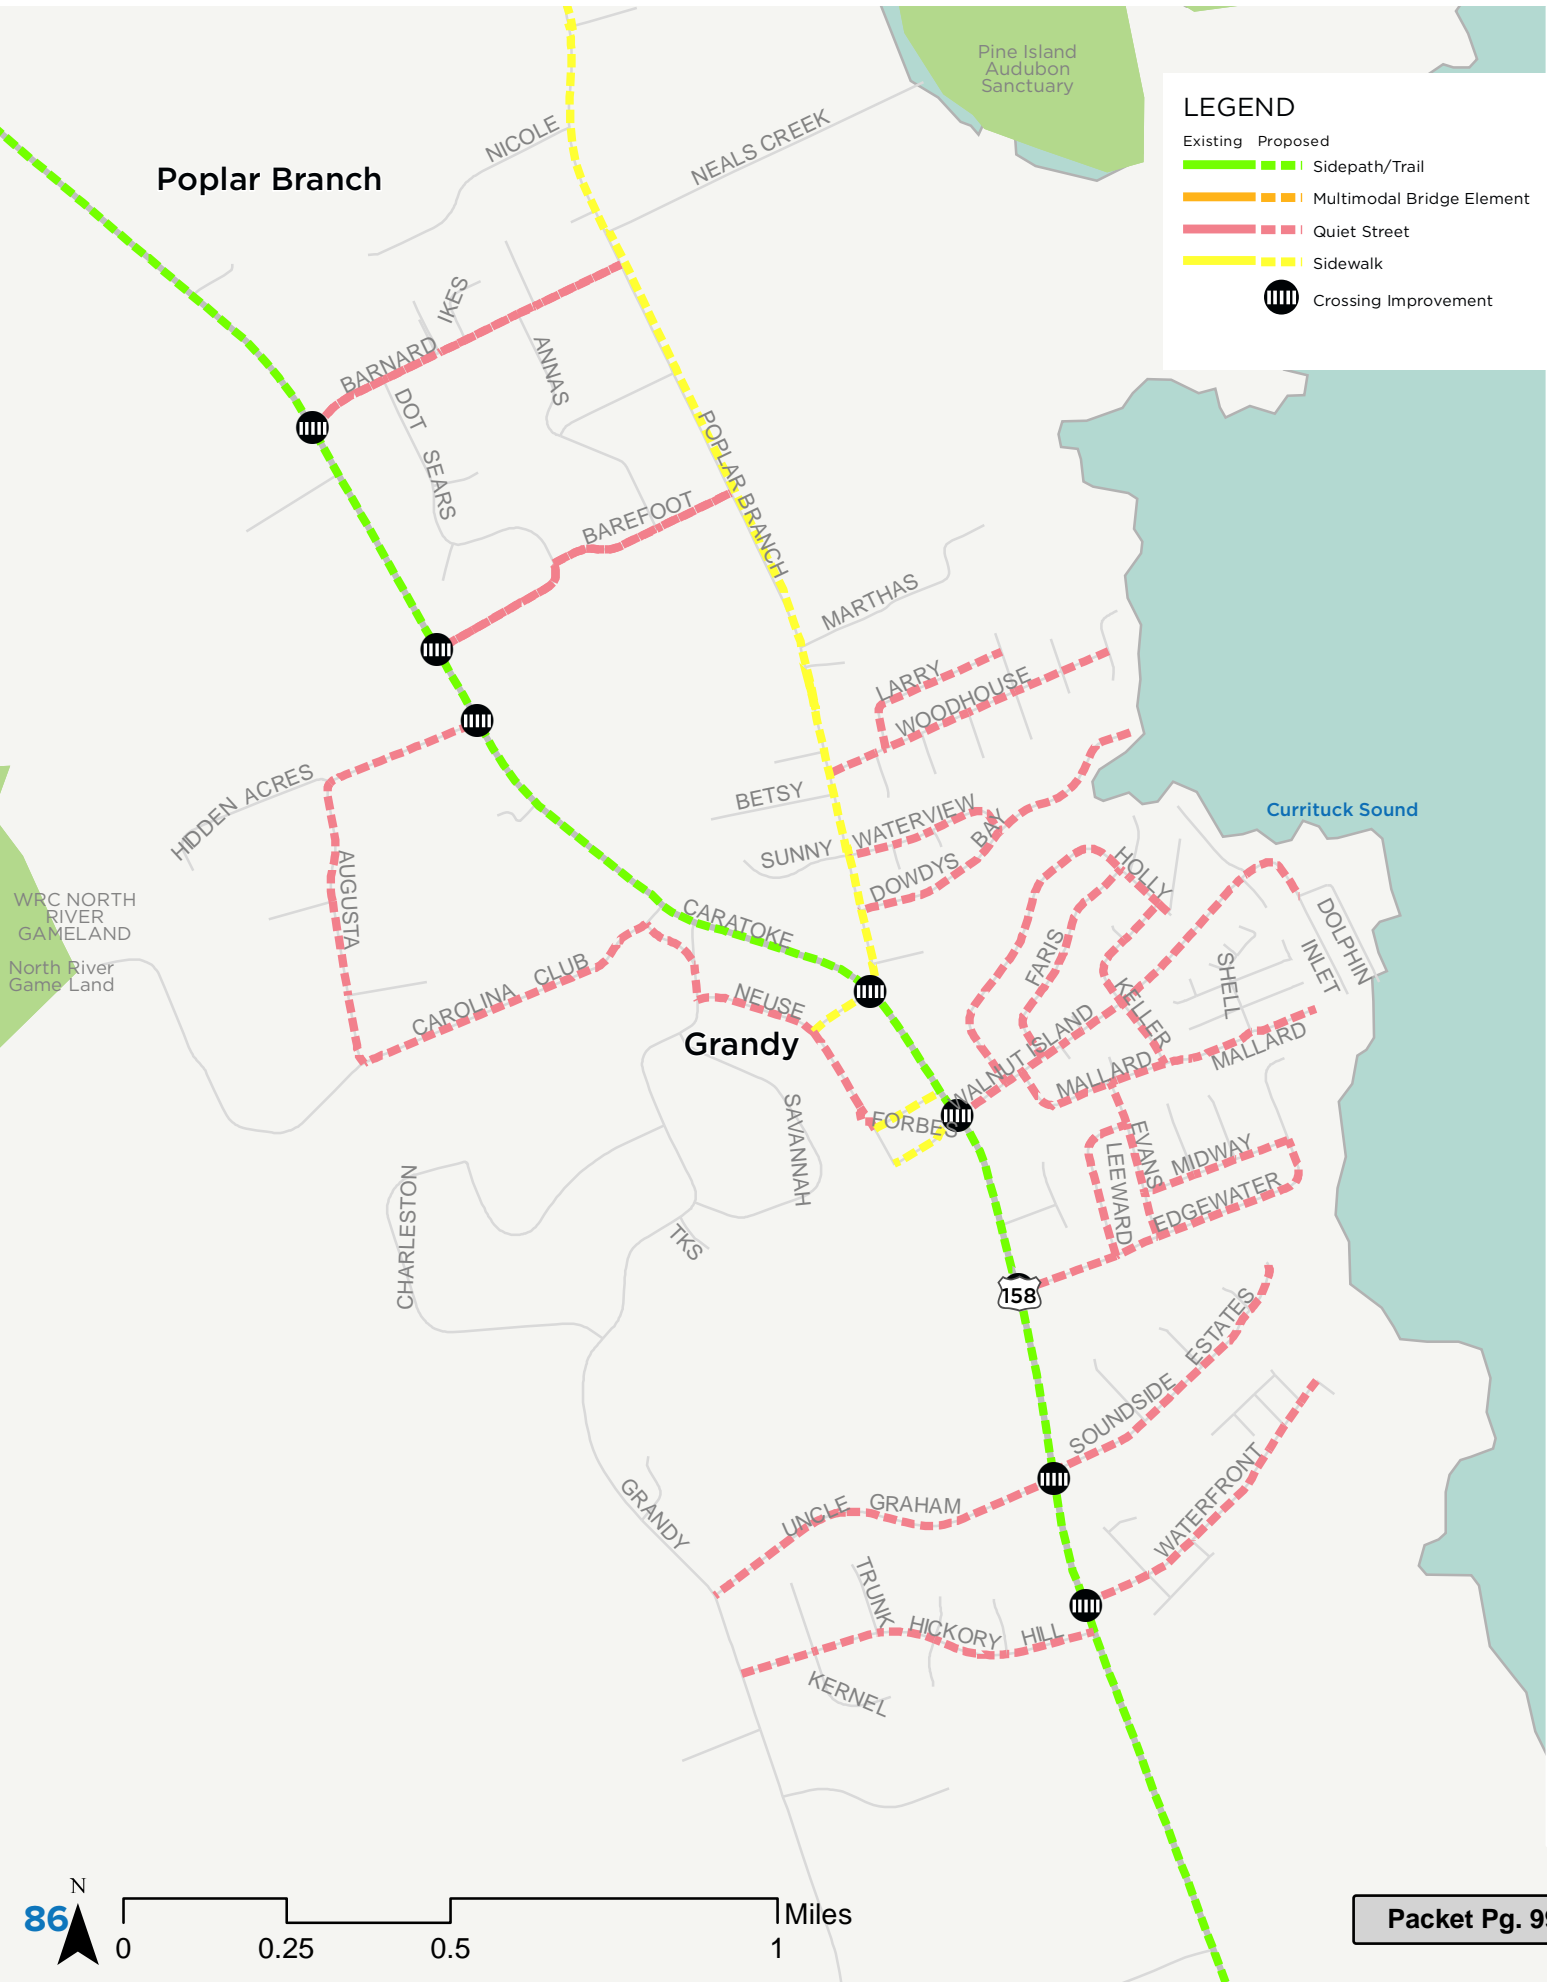 Pine Island
Audubon
Sanctuary
LEGEND
Existing Proposed
Sidepath/Trail
Multimodal Bridge Element
Quiet Street
Sidewalk
Crossing Improvement
NICOLE
NEALS CREEK
Poplar Branch
IKES
BARNARD
ANNAS
DOT
SEARS
POPLAR BRANCH
BAREFOOT
MARTHAS
LARRY
WOODHOUSE
HIDDEN ACRES
BETSY
WATERVIEW
SUNNY
BAY
DOWDYS
Currituck Sound
HOLLY
AUGUSTA
WRC NORTH
RIVER
GAMELAND
North River
Game Land
CARATOKE
FARIS
DOLPHIN
INLET
SHELL
CAROLINA CLUB
NEUSE
KELLER
Grandy
WALNUT ISLAND
MALLARD
MALLARD
FORBES
SAVANNAH
EVANS
LEEWARD
MIDWAY
EDGEWATER
CHARLESTON
TKS
158
SOUNDSIDE ESTATES
WATERFRONT
GRANDY
UNCLE GRAHAM
TRUNK
HICKORY HILL
KERNEL
N
86
Miles
0 0.25 0.5 1
Packet Pg. 9